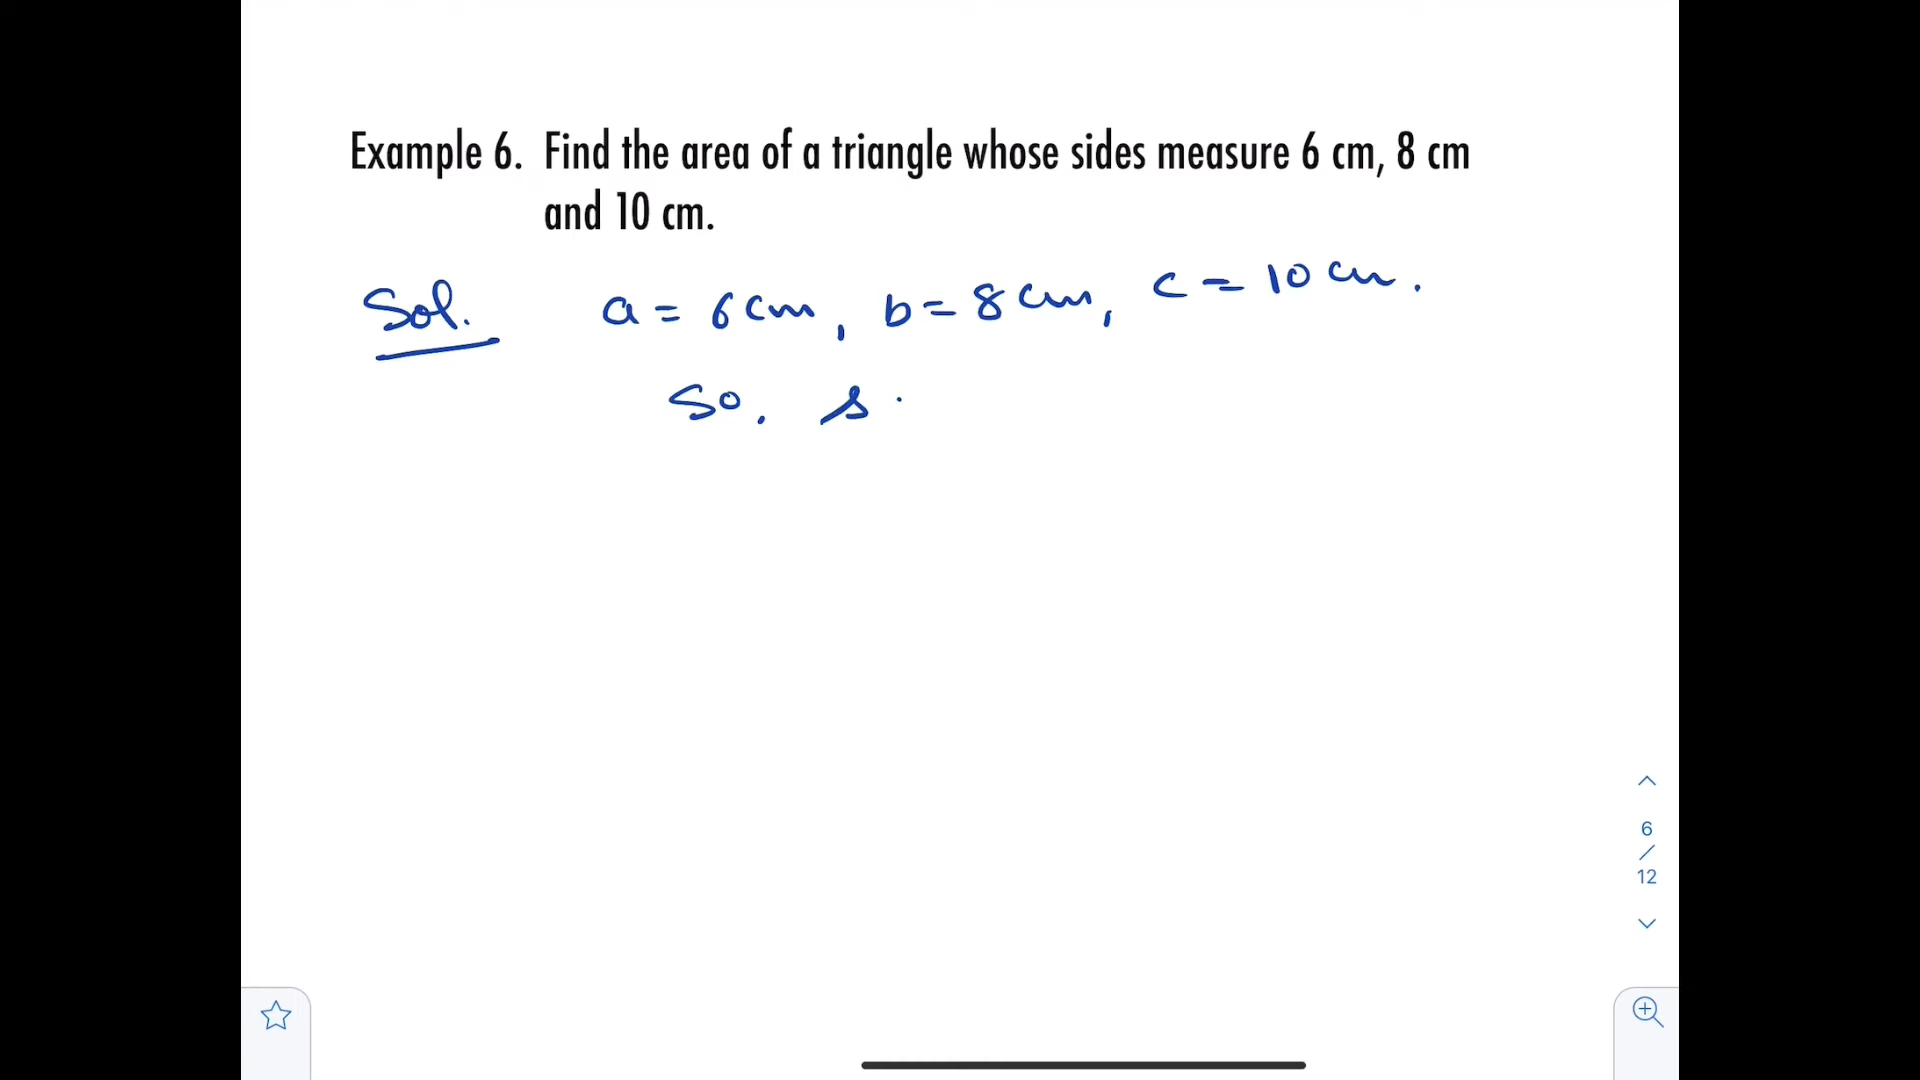 Example 6. Find the area of a triangle whose sides measure 6 cm, 8 cm
and 10 cm.
Sol. a = 6 cm, b = 8 cm, c = 10 cm.
So, s
6
/
12